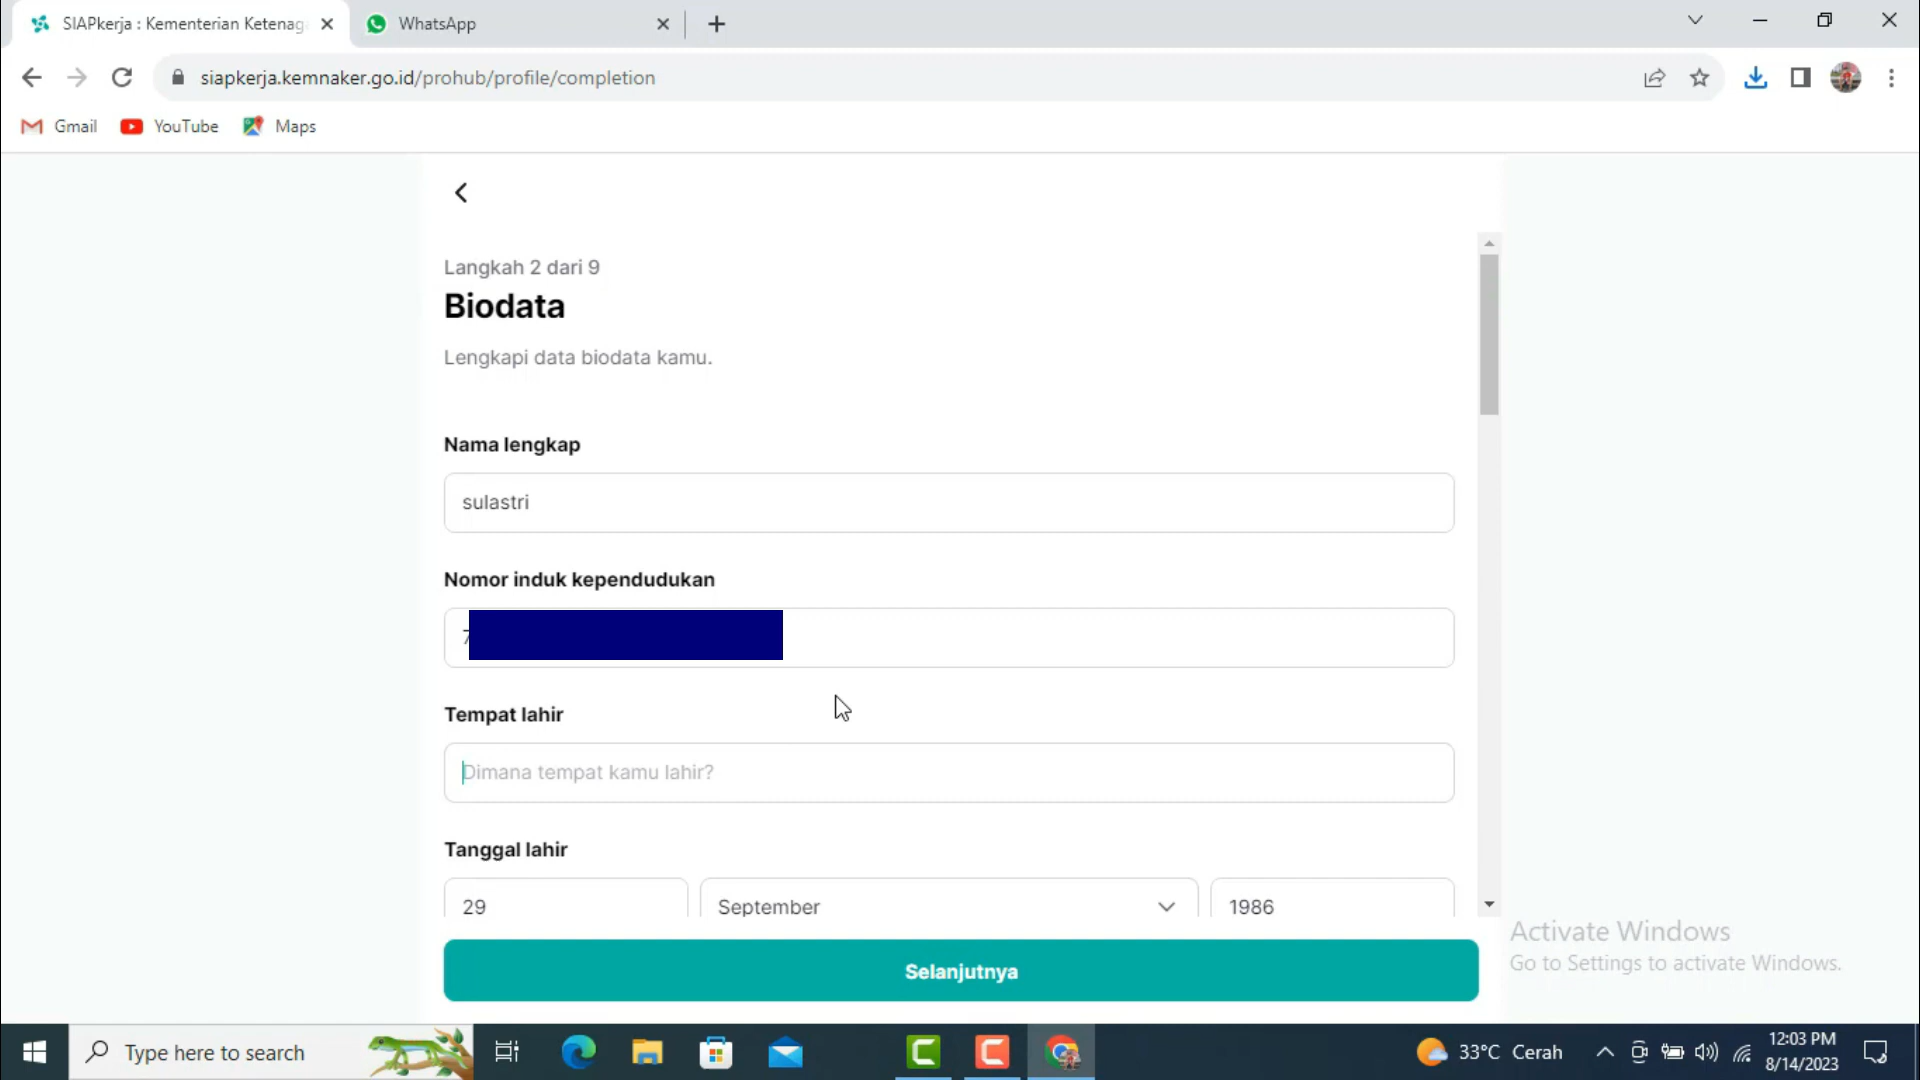 SIAPkerja : Kementerian Ketenag
WhatsApp
siapkerja.kemnaker.go.id/prohub/profile/completion
Gmail
YouTube
Maps
Langkah 2 dari 9
Biodata
Lengkapi data biodata kamu.
Nama lengkap
sulastri
Nomor induk kependudukan
7
Tempat lahir
Dimana tempat kamu lahir?
Tanggal lahir
29
September
1986
Selanjutnya
Activate Windows
Go to Settings to activate Windows.
Type here to search
33°C Cerah
12:03 PM
8/14/2023